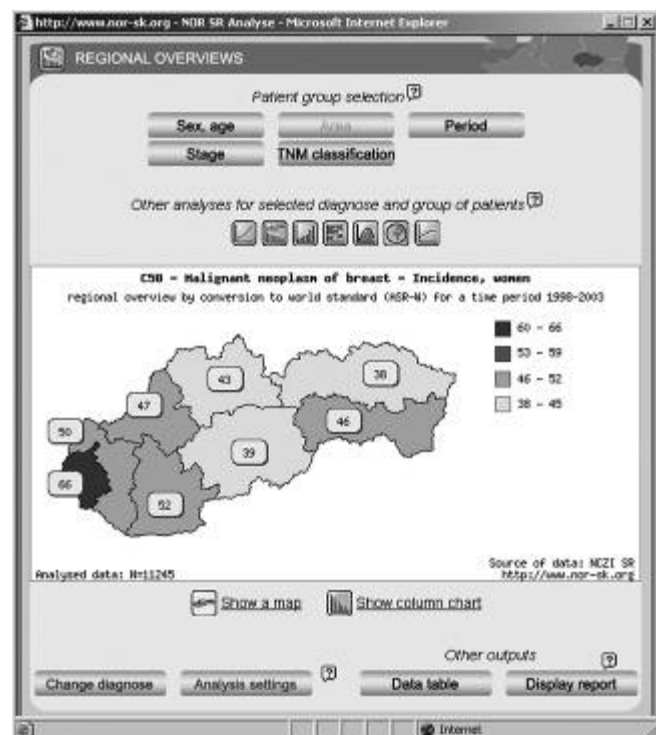 http://www.nor-sk.org - NOR SR Analyse - Microsoft Internet Explorer
REGIONAL OVERVIEWS
Patient group selection ?
Sex, age Area Period
Stage TNM classification
Other analyses for selected diagnose and group of patients ?
C50 - Malignant neoplasm of breast - Incidence, women
regional overview by conversion to world standard (ASR-W) for a time period 1998-2003
60 - 66
53 - 59
46 - 52
38 - 45
43
38
47
50
46
39
66
52
Analysed data: N=11245
Source of data: NCZI SR
http://www.nor-sk.org
Show a map Show column chart
Other outputs
? ?
Change diagnose Analysis settings Data table Display report
Internet